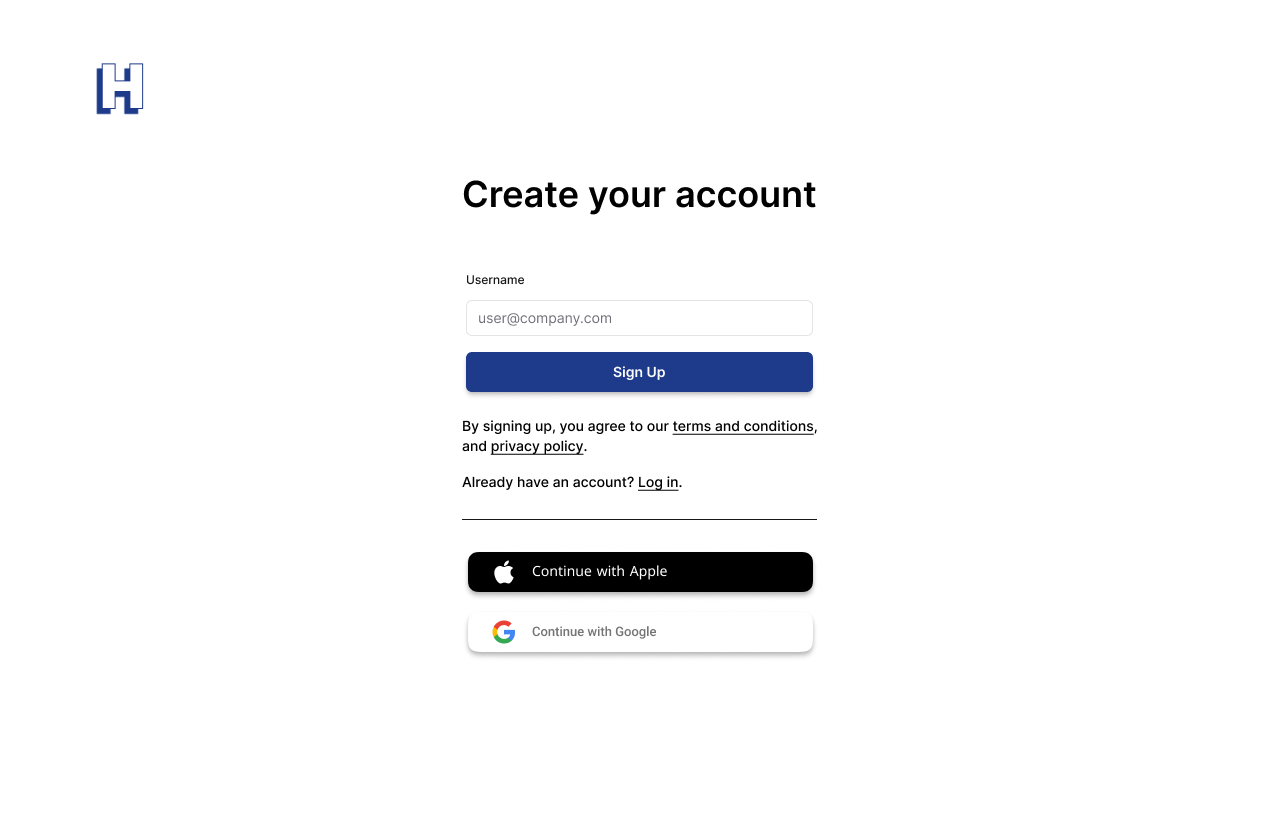 H
Create your account
Username
user@company.com
Sign Up
By signing up, you agree to our terms and conditions,
and privacy policy.
Already have an account? Log in.
Continue with Apple
Continue with Google